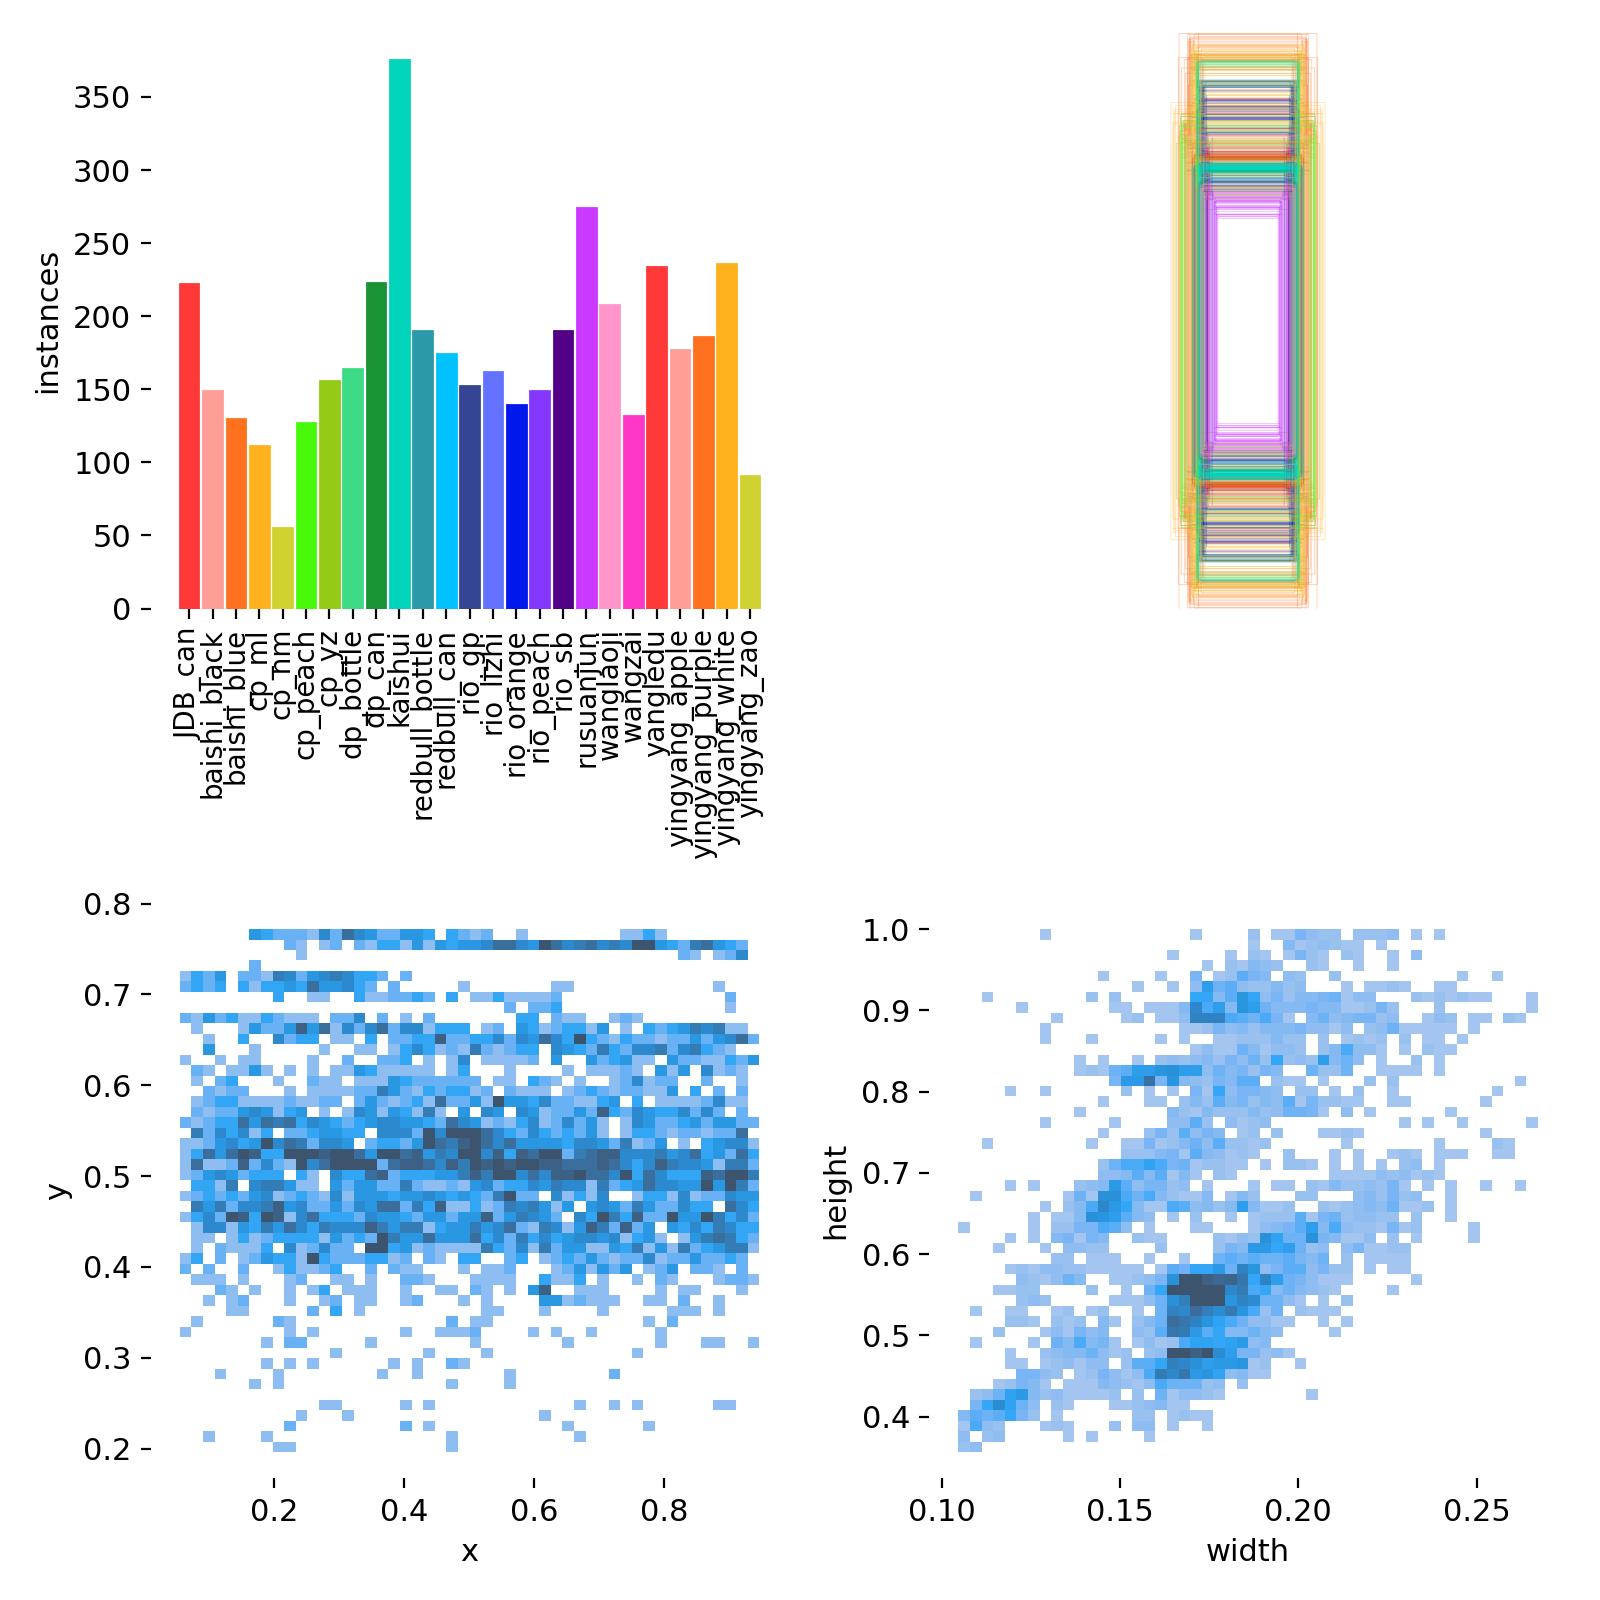 instances
350
300
250
200
150
100
50
0
JDB_can
baishi_black
baishi_blue
cp_ml
cp_nm
cp_peach
cp_yz
dp_bottle
dp_can
kaishui
redbull_bottle
redbull_can
rio_gp
rio_lizhi
rio_orange
rio_peach
rio_sb
rusuanjun
wanglaoji
wangzai
yangledu
yingyang_apple
yingyang_purple
yingyang_white
yingyang_zao
y
0.8
0.7
0.6
0.5
0.4
0.3
0.2
0.2 0.4 0.6 0.8
x
height
1.0
0.9
0.8
0.7
0.6
0.5
0.4
0.10 0.15 0.20 0.25
width